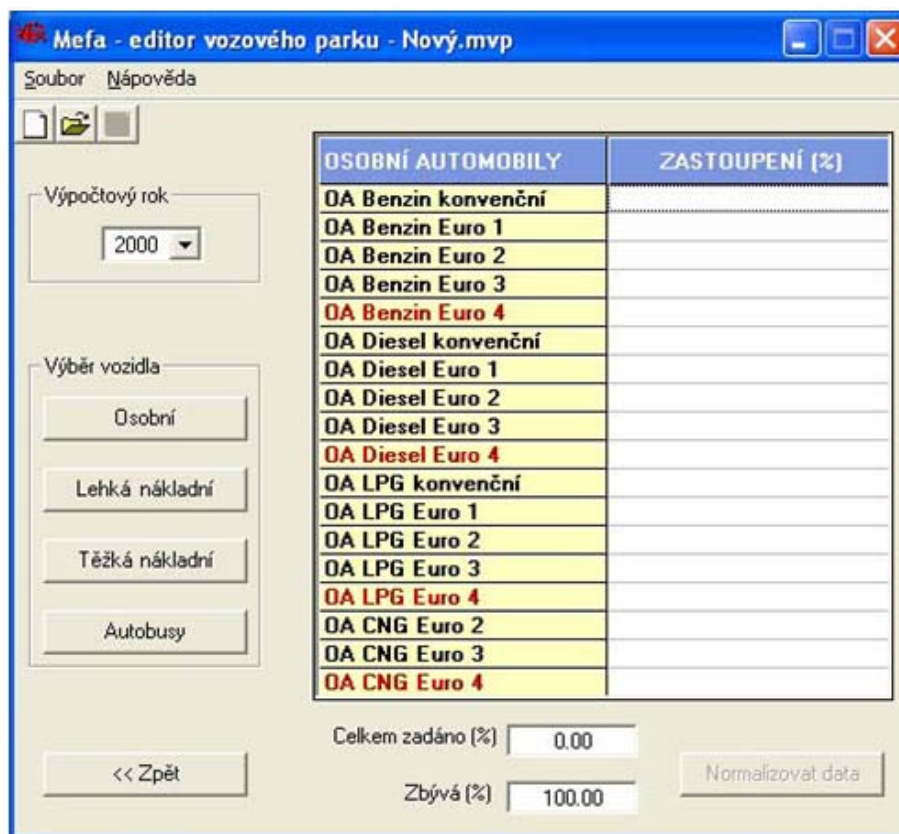 Mefa - editor vozového parku - Nový.mvp
Soubor Nápověda
Výpočtový rok
2000
Výběr vozidla
Osobní
Lehká nákladní
Těžká nákladní
Autobusy
<< Zpět
OSOBNÍ AUTOMOBILY ZASTOUPENÍ (%)
OA Benzin konvenční
OA Benzin Euro 1
OA Benzin Euro 2
OA Benzin Euro 3
OA Benzin Euro 4
OA Diesel konvenční
OA Diesel Euro 1
OA Diesel Euro 2
OA Diesel Euro 3
OA Diesel Euro 4
OA LPG konvenční
OA LPG Euro 1
OA LPG Euro 2
OA LPG Euro 3
OA LPG Euro 4
OA CNG Euro 2
OA CNG Euro 3
OA CNG Euro 4
Celkem zadáno (%) 0.00
Zbývá (%) 100.00
Normalizovat data